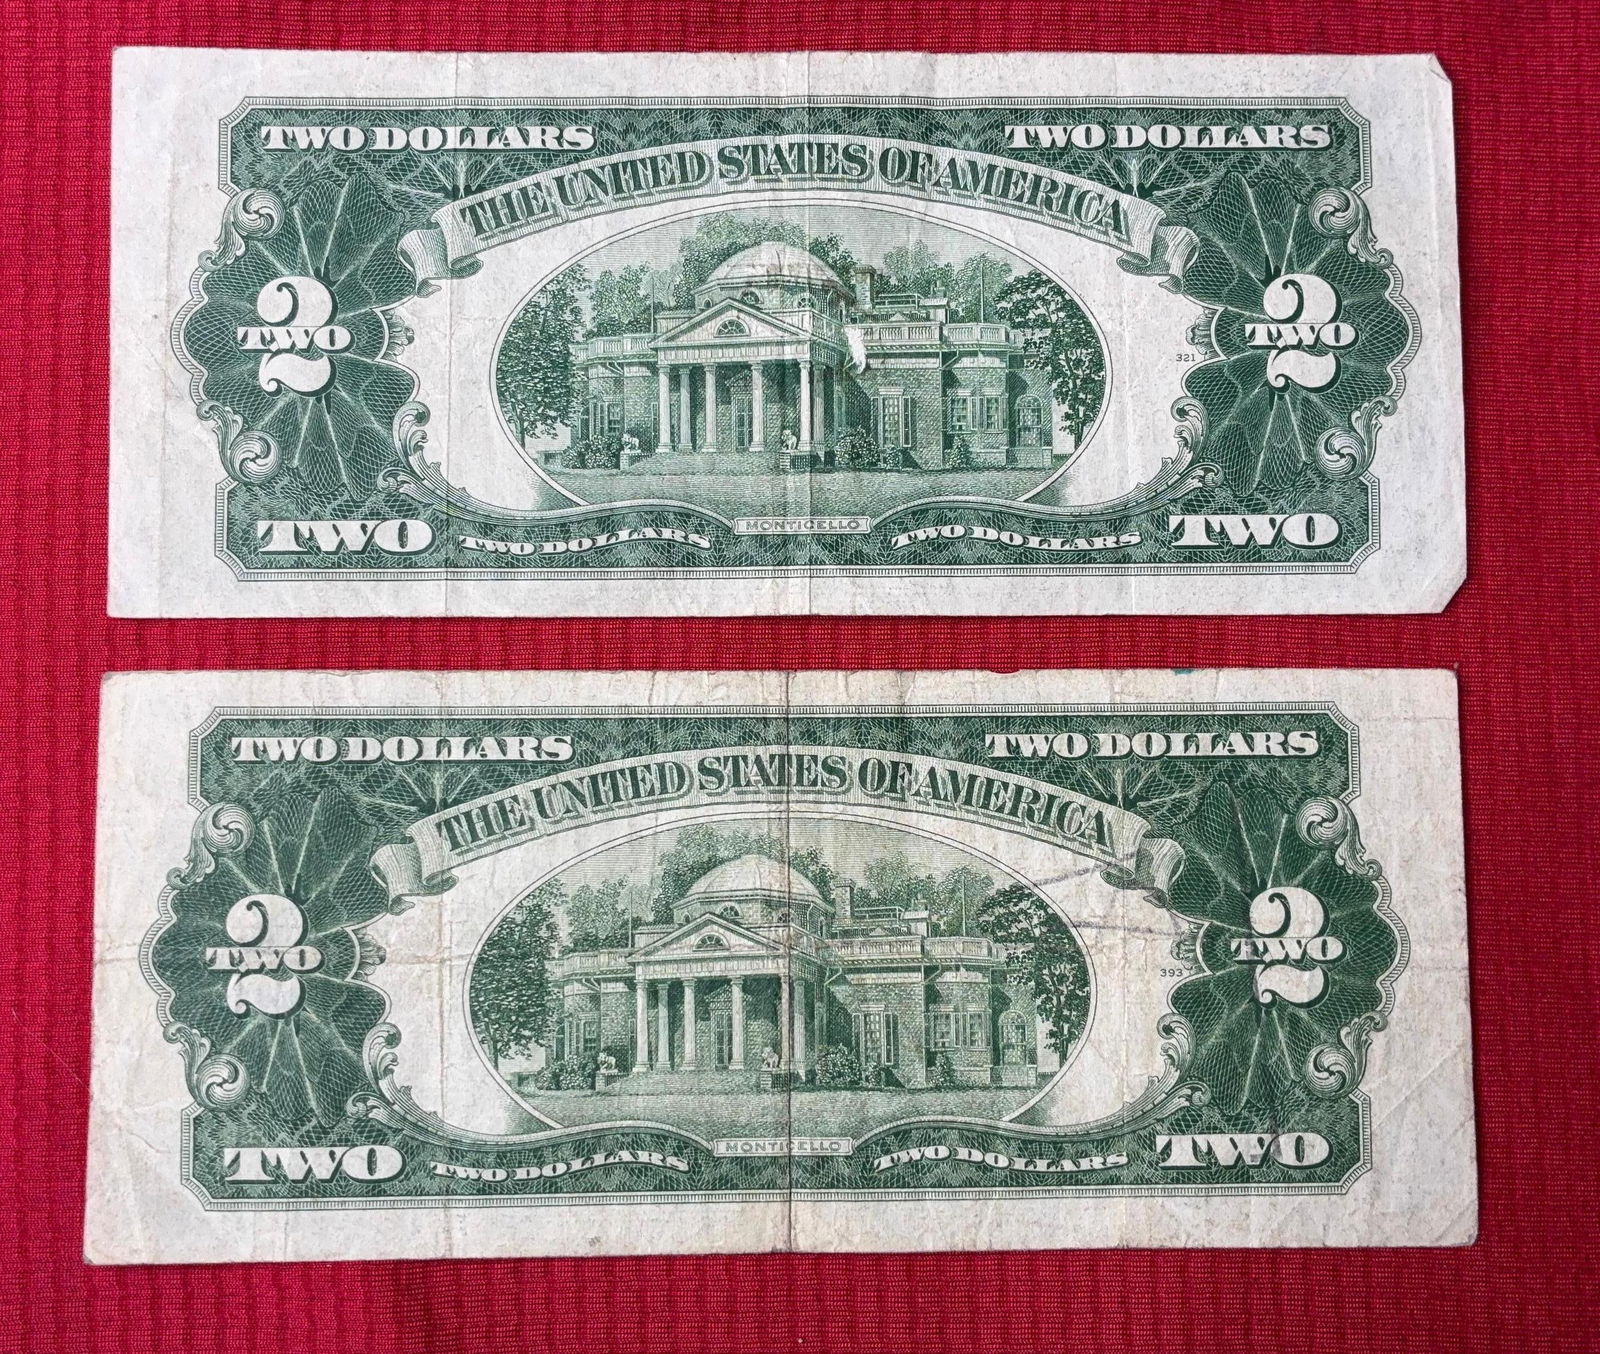 TWO DOLLARS TWO DOLLARS
THE UNITED STATES OF AMERICA
2 2
TWO TWO
321
MONTICELLO
TWO TWO DOLLARS TWO DOLLARS TWO
TWO DOLLARS TWO DOLLARS
THE UNITED STATES OF AMERICA
2 2
TWO TWO
393
MONTICELLO
TWO TWO DOLLARS TWO DOLLARS TWO